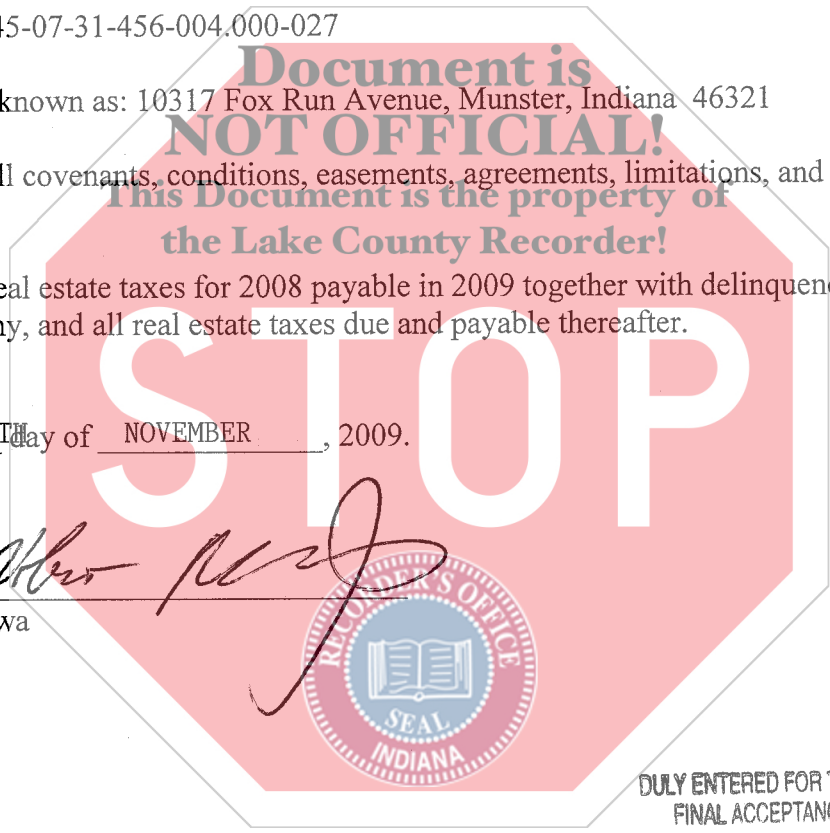 45-07-31-456-004.000-027
Document is
known as: 10317 Fox Run Avenue, Munster, Indiana 46321
NOT OFFICIAL!
ll covenants, conditions, easements, agreements, limitations, and
This Document is the property of
the Lake County Recorder!
eal estate taxes for 2008 payable in 2009 together with delinquen
ny, and all real estate taxes due and payable thereafter.
STOP
TH day of NOVEMBER, 2009.
wa
RECORDER'S OFFICE
SEAL
INDIANA
DULY ENTERED FOR T
FINAL ACCEPTANC